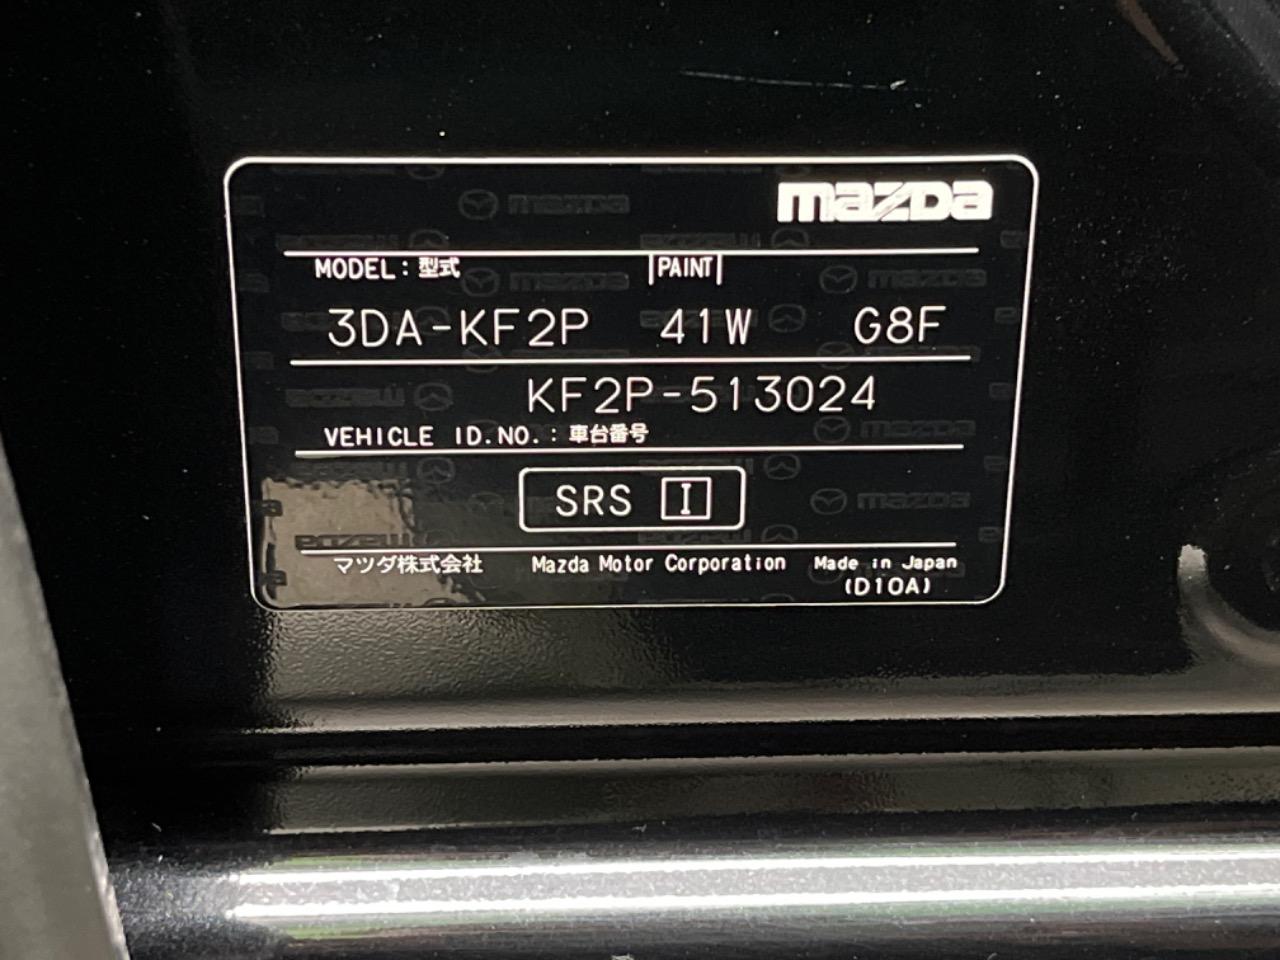 mazda
MODEL:型式 PAINT
3DA-KF2P 41W G8F
KF2P-513024
VEHICLE ID.NO.:車台番号
SRS I
マツダ株式会社 Mazda Motor Corporation Made in Japan
(D10A)